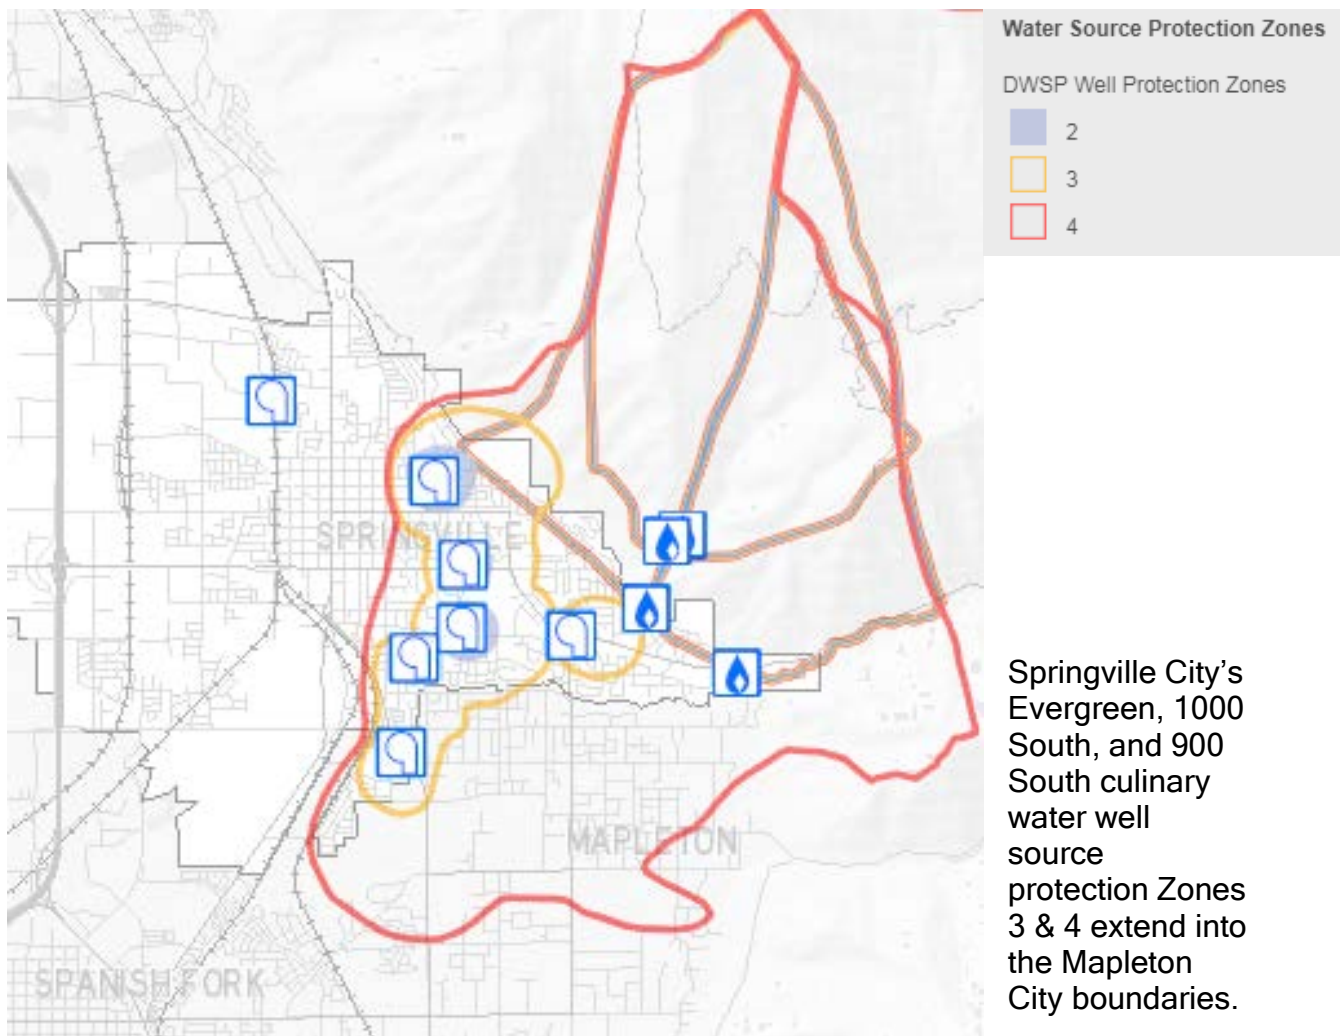 Water Source Protection Zones
DWSP Well Protection Zones
2
3
4
SPRINGVILLE
MAPLETON
SPANISH FORK
Springville City’s
Evergreen, 1000
South, and 900
South culinary
water well
source
protection Zones
3 & 4 extend into
the Mapleton
City boundaries.